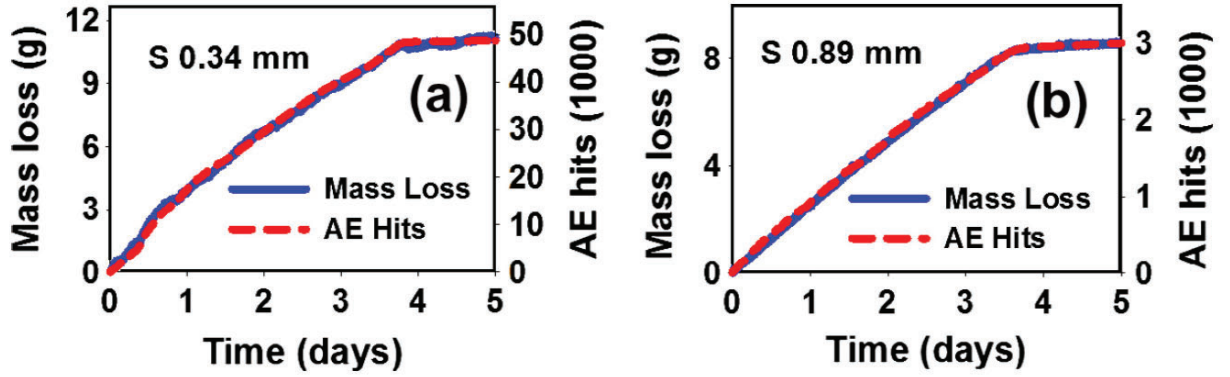 12
9
6
3
0
Mass loss (g)
S 0.34 mm
(a)
Mass Loss
AE Hits
50
40
30
20
10
0
AE hits (1000)
0 1 2 3 4 5
Time (days)
8
4
0
Mass loss (g)
S 0.89 mm
(b)
Mass Loss
AE Hits
3
2
1
0
AE hits (1000)
0 1 2 3 4 5
Time (days)